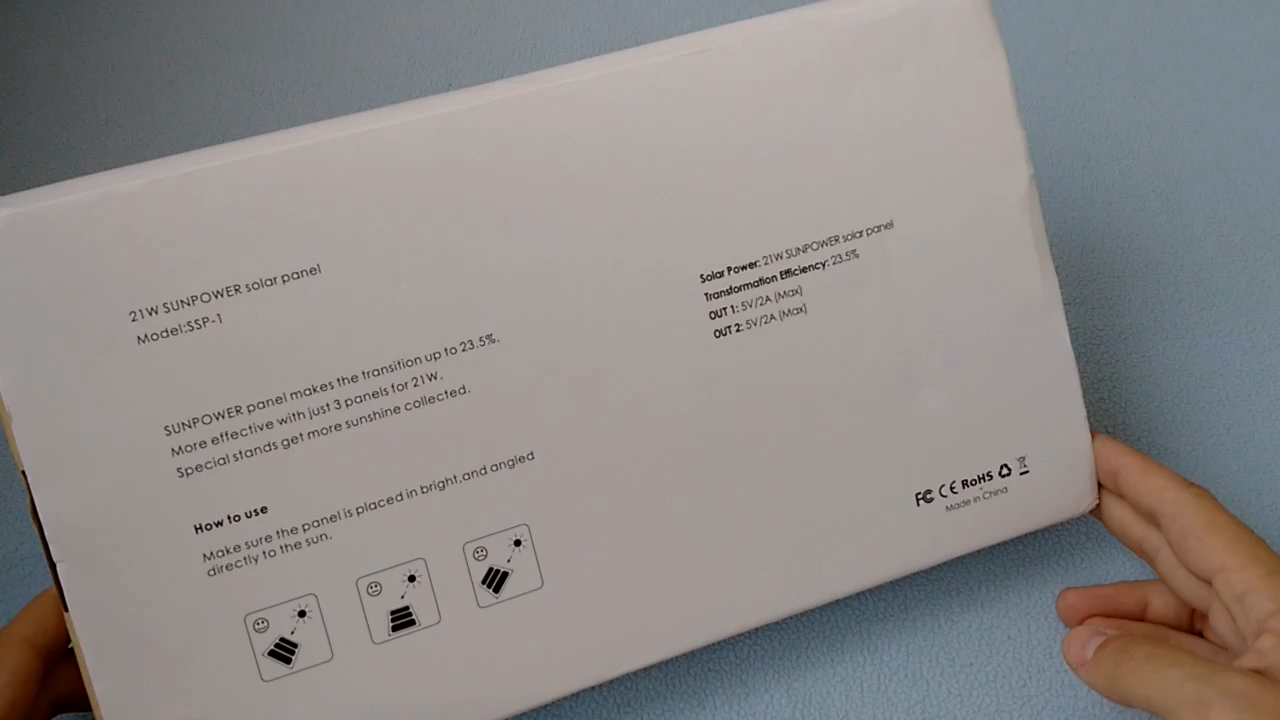 21W SUNPOWER solar panel
Model:SSP-1
SUNPOWER panel makes the transition up to 23.5%.
More effective with just 3 panels for 21W.
Special stands get more sunshine collected.
How to use
Make sure the panel is placed in bright,and angled
directly to the sun.
Solar Power: 21W SUNPOWER solar panel
Transformation Efficiency: 23.5%
OUT 1: 5V/2A (Max)
OUT 2: 5V/2A (Max)
FC CE RoHS
Made in China